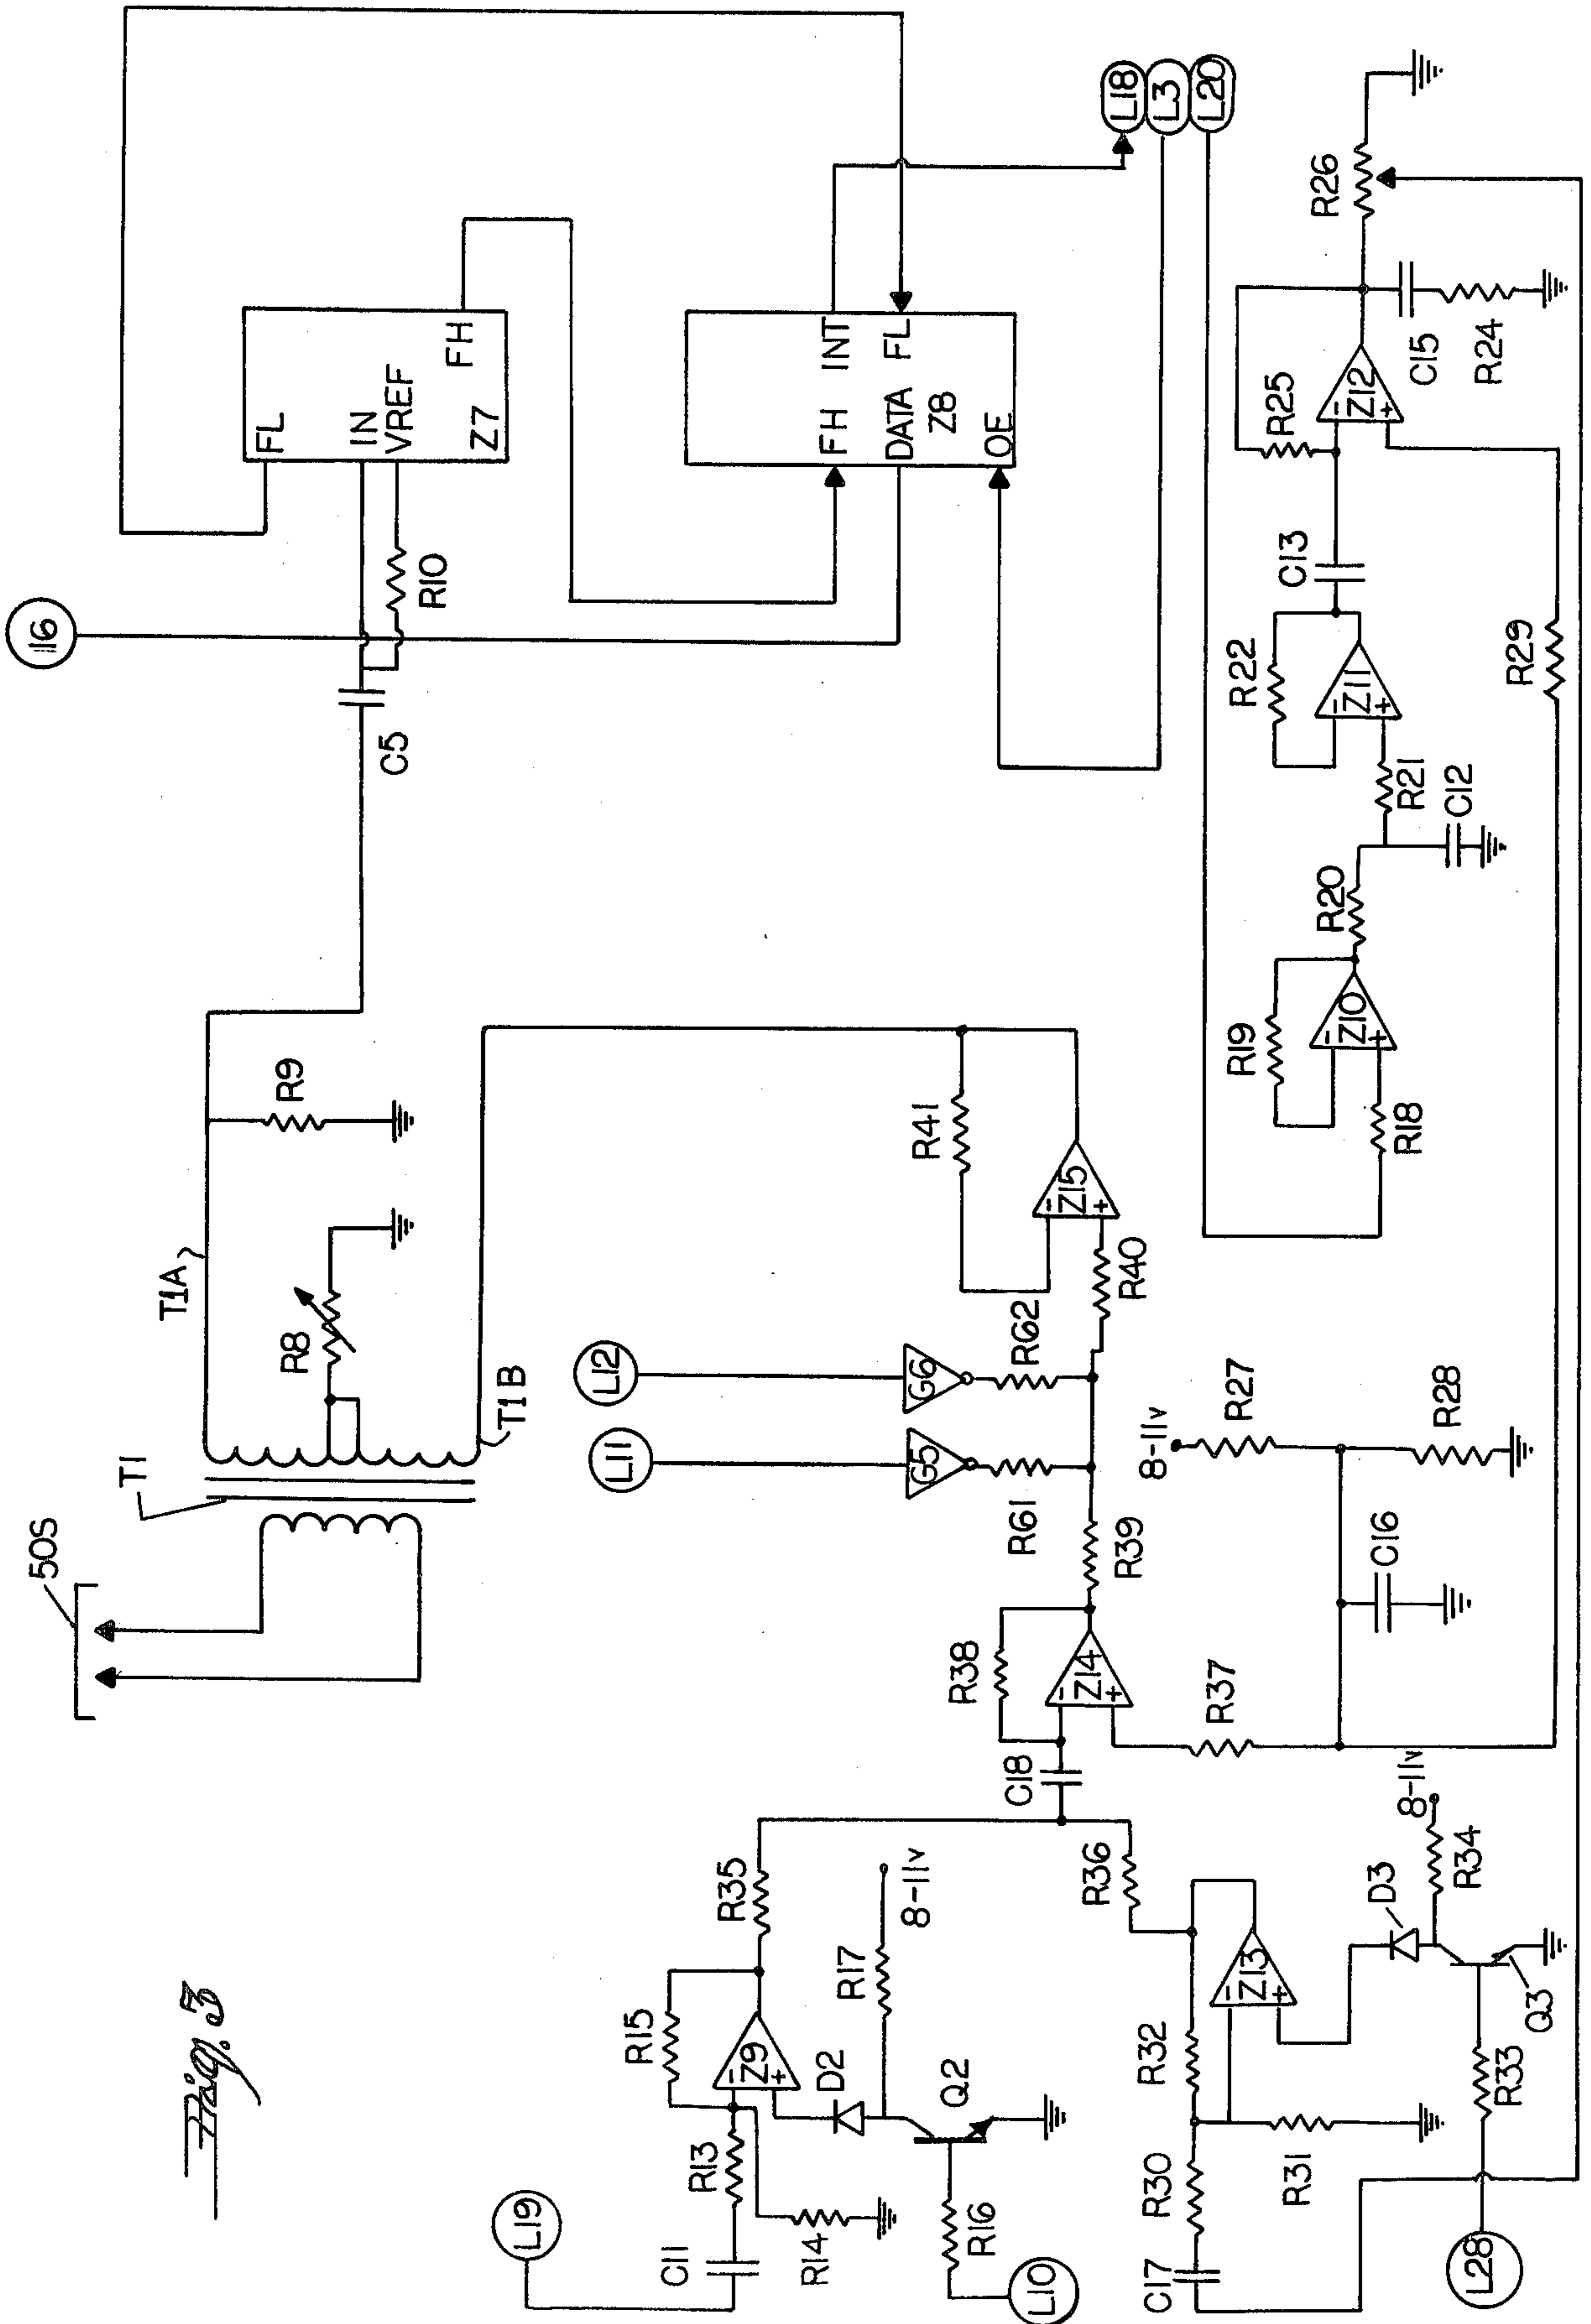 116
FL
IN
VREF
FH
Z7
R10
C5
FH
INT
DATA
FL
Z8
OE
L18
L3
L20
T1A
R9
R8
T1
50S
T1B
R41
Z15
-
+
R40
L12
L11
G6
G5
R62
R61
R39
R38
Z14
-
+
C18
R37
8-11v
R27
R28
C16
R26
R25
Z12
-
+
C15
R24
C13
R22
Z11
-
+
R21
C12
R29
R20
R19
Z10
-
+
R18
R35
R15
Z9
-
+
R17
8-11v
D2
Q2
R13
R14
C11
L19
R16
L10
R36
R32
Z13
-
+
D3
8-11v
R34
Q3
R33
R30
R31
C17
L28
Fig. 3